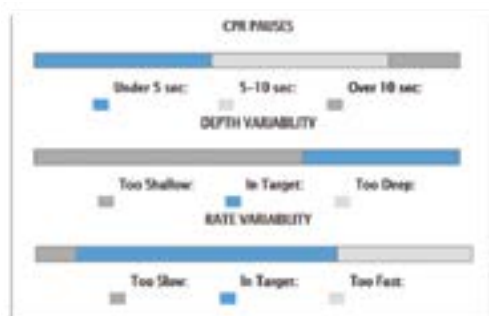 CPR PAUSES
Under 5 sec: 5-10 sec: Over 10 sec:
DEPTH VARIABILITY
Too Shallow: In Target: Too Deep:
RATE VARIABILITY
Too Slow: In Target: Too Fast: